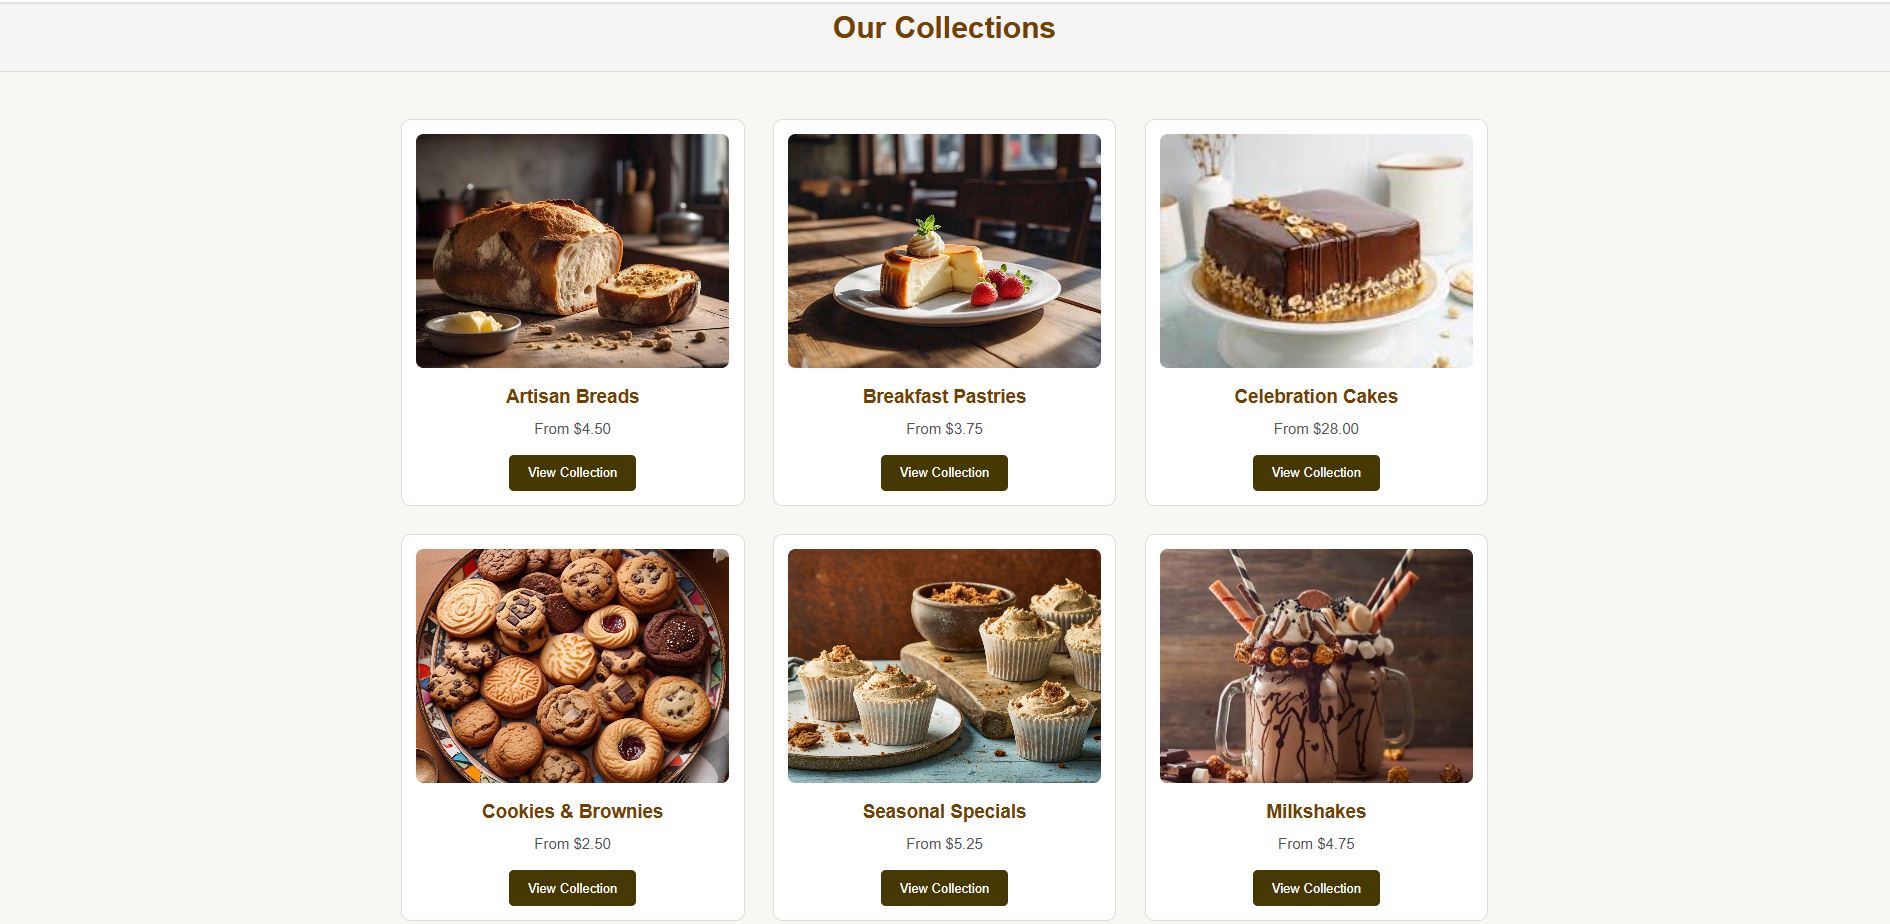 Our Collections
Artisan Breads
From $4.50
View Collection
Breakfast Pastries
From $3.75
View Collection
Celebration Cakes
From $28.00
View Collection
Cookies & Brownies
From $2.50
View Collection
Seasonal Specials
From $5.25
View Collection
Milkshakes
From $4.75
View Collection